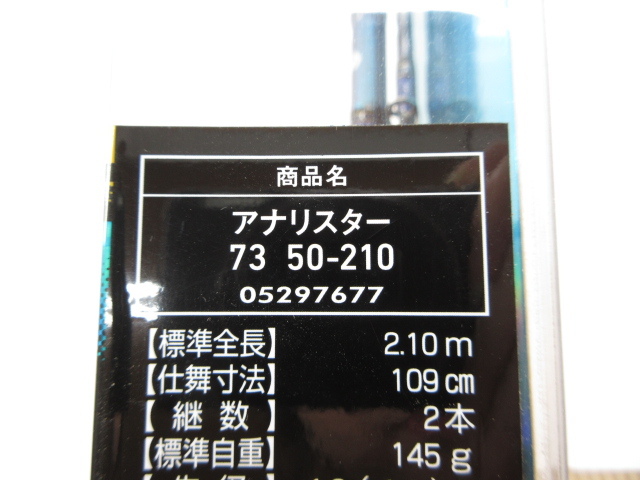 商品名
アナリスター
73 50-210
05297677
【標準全長】 2.10m
【仕舞寸法】 109cm
【継数】 2本
【標準自重】 145g